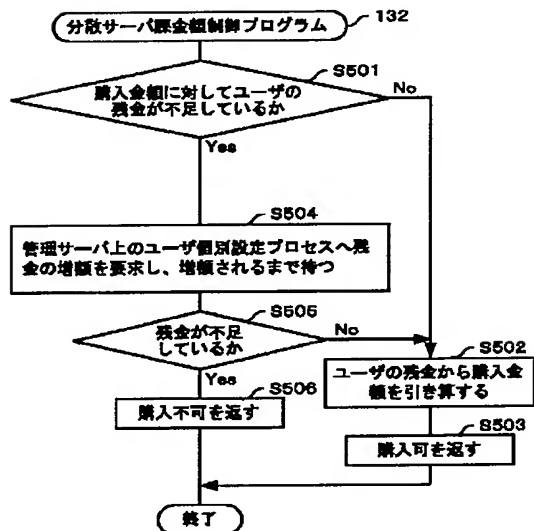 分散サーバ課金額制御プログラム
132
S501
購入金額に対してユーザの
残金が不足しているか
No
Yes
S504
管理サーバ上のユーザ個別設定プロセスへ残
金の増額を要求し、増額されるまで待つ
S505
残金が不足
しているか
No
Yes
S502
ユーザの残金から購入金
額を引き算する
S506
購入不可を返す
S503
購入可を返す
終了